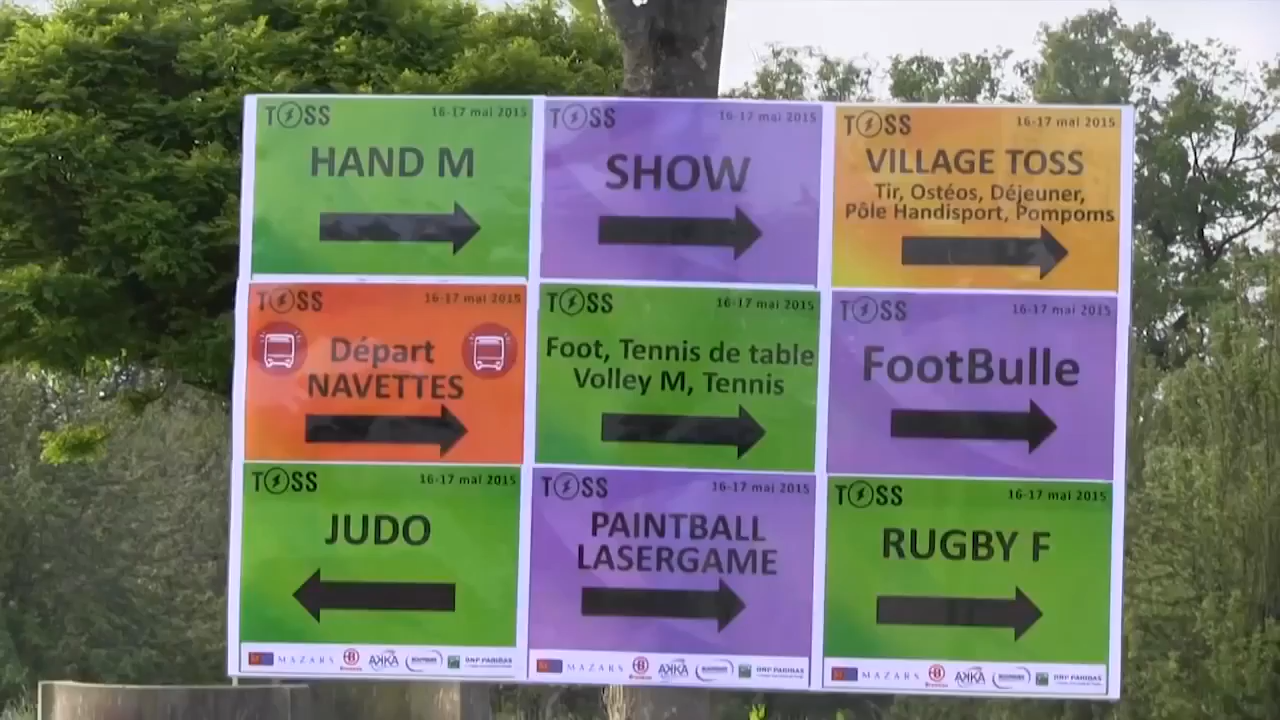 TOSS 16-17 mai 2015
HAND M
TOSS 16-17 mai 2015
SHOW
TOSS 16-17 mai 2015
VILLAGE TOSS
Tir, Ostéos, Déjeuner,
Pôle Handisport, Pompoms
TOSS 16-17 mai 2015
Départ
NAVETTES
TOSS 16-17 mai 2015
Foot, Tennis de table
Volley M, Tennis
TOSS 16-17 mai 2015
FootBulle
TOSS 16-17 mai 2015
JUDO
MAZARS AKKA BNP PARIBAS
TOSS 16-17 mai 2015
PAINTBALL
LASERGAME
MAZARS AKKA BNP PARIBAS
TOSS 16-17 mai 2015
RUGBY F
MAZARS AKKA BNP PARIBAS